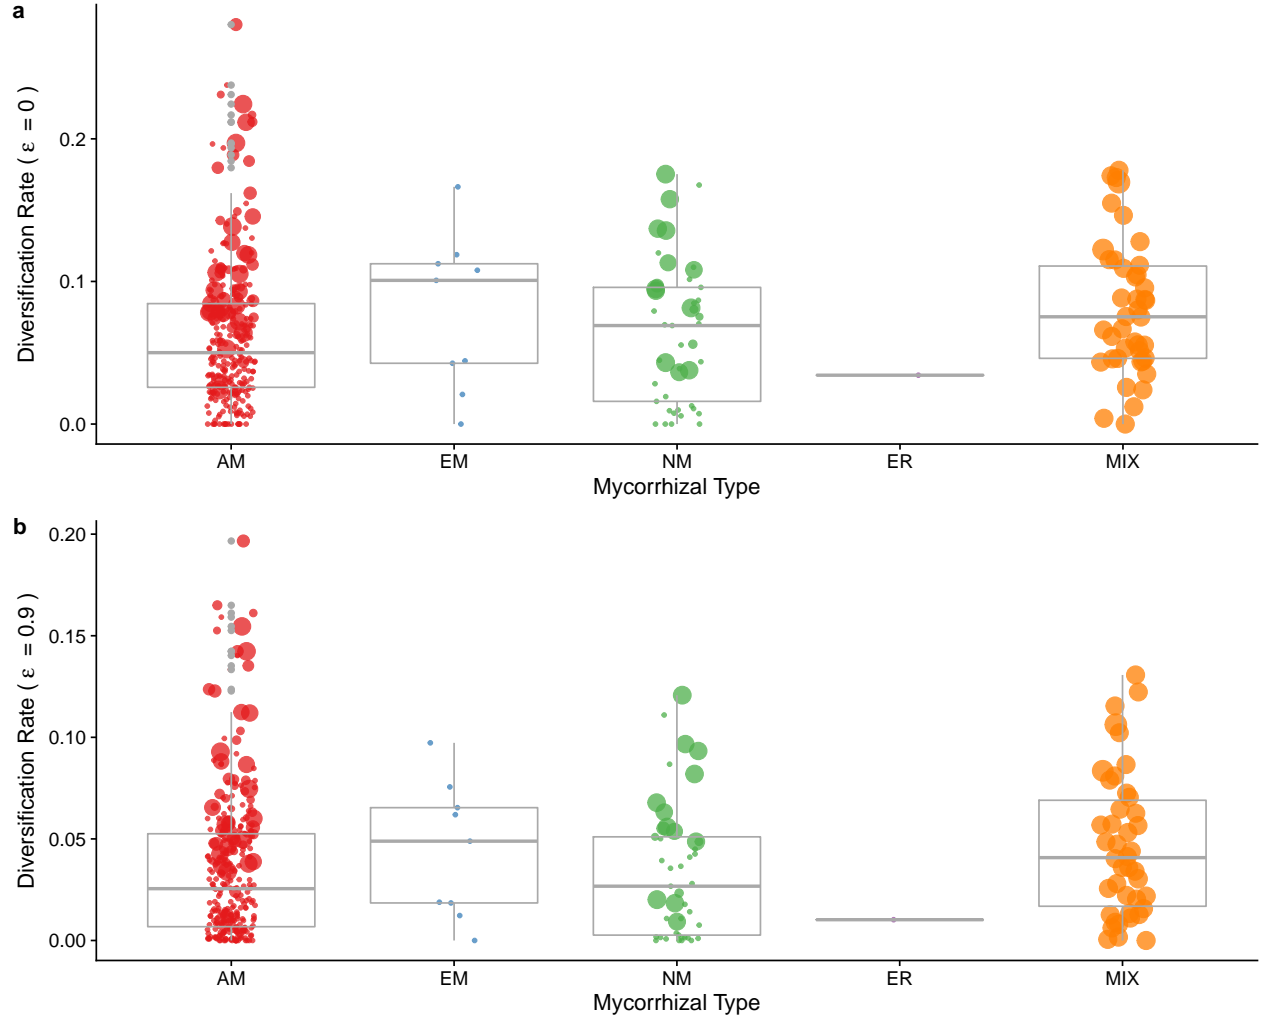 a
Diversification Rate ( ε = 0 )
0.2
0.1
0.0
AM EM NM ER MIX
Mycorrhizal Type
b
Diversification Rate ( ε = 0.9 )
0.20
0.15
0.10
0.05
0.00
AM EM NM ER MIX
Mycorrhizal Type